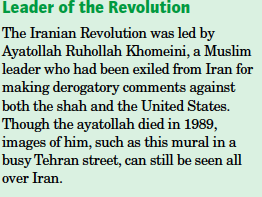 Leader of the Revolution
The Iranian Revolution was led by
Ayatollah Ruhollah Khomeini, a Muslim
leader who had been exiled from Iran for
making derogatory comments against
both the shah and the United States.
Though the ayatollah died in 1989,
images of him, such as this mural in a
busy Tehran street, can still be seen all
over Iran.